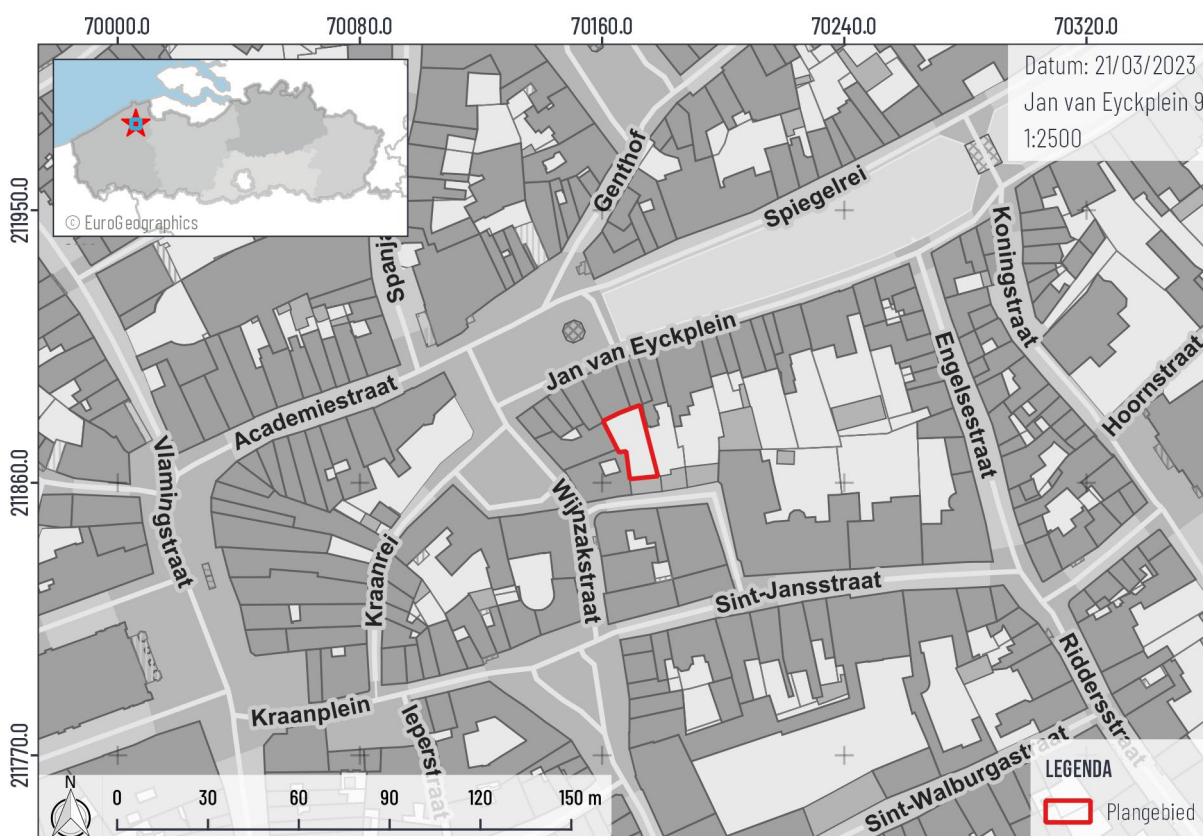 70000.0 70080.0 70160.0 70240.0 70320.0
Datum: 21/03/2023
Jan van Eyckplein 9
1:2500
© EuroGeographics
211950.0
211860.0
211770.0
Genthof
Spiegelrei
Koningstraat
Spanja
Jan van Eyckplein
Engelsestraat
Hoornstraat
Academiestraat
Vlamingstraat
Wijnzakstraat
Kraanrei
Sint-Jansstraat
Riddersstraat
Kraanplein
Ieperstraat
Sint-Walburgastraat
N
0 30 60 90 120 150 m
LEGENDA
Plangebied